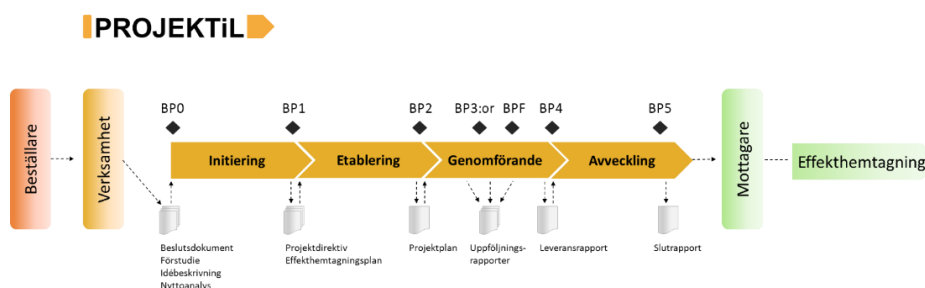 PROJEKTiL
Beställare
Verksamhet
BP0
BP1
BP2
BP3:or
BPF
BP4
BP5
Initiering
Etablering
Genomförande
Avveckling
Mottagare
Effekthemtagning
Beslutsdokument
Förstudie
Idébeskrivning
Nyttoanalys
Projektdirektiv
Effekthemtagningsplan
Projektplan
Uppföljnings-
rapporter
Leveransrapport
Slutrapport